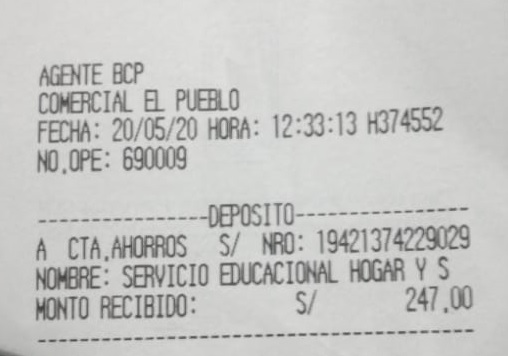 AGENTE BCP
COMERCIAL EL PUEBLO
FECHA: 20/05/20 HORA: 12:33:13 H374552
NO.OPE: 690009
-----------------DEPOSITO-----------------
A CTA.AHORROS S/ NRO: 19421374229029
NOMBRE: SERVICIO EDUCACIONAL HOGAR Y S
MONTO RECIBIDO: S/ 247.00
------------------------------------------